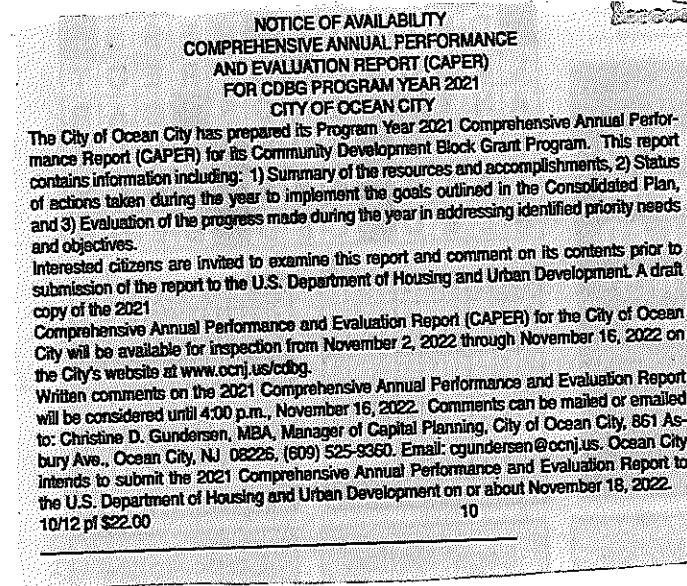 NOTICE OF AVAILABILITY
COMPREHENSIVE ANNUAL PERFORMANCE
AND EVALUATION REPORT (CAPER)
FOR CDBG PROGRAM YEAR 2021
CITY OF OCEAN CITY
The City of Ocean City has prepared its Program Year 2021 Comprehensive Annual Perfor-
mance Report (CAPER) for its Community Development Block Grant Program. This report
contains information including: 1) Summary of the resources and accomplishments, 2) Status
of actions taken during the year to implement the goals outlined in the Consolidated Plan,
and 3) Evaluation of the progress made during the year in addressing identified priority needs
and objectives.
Interested citizens are invited to examine this report and comment on its contents prior to
submission of the report to the U.S. Department of Housing and Urban Development. A draft
copy of the 2021
Comprehensive Annual Performance and Evaluation Report (CAPER) for the City of Ocean
City will be available for inspection from November 2, 2022 through November 16, 2022 on
the City's website at www.ocnj.us/cdbg.
Written comments on the 2021 Comprehensive Annual Performance and Evaluation Report
will be considered until 4:00 p.m., November 16, 2022. Comments can be mailed or emailed
to: Christine D. Gundersen, MBA, Manager of Capital Planning, City of Ocean City, 861 As-
bury Ave., Ocean City, NJ 08226, (609) 525-9360. Email: cgundersen@ocnj.us. Ocean City
intends to submit the 2021 Comprehensive Annual Performance and Evaluation Report to
the U.S. Department of Housing and Urban Development on or about November 18, 2022.
10/12 pf $22.00 10